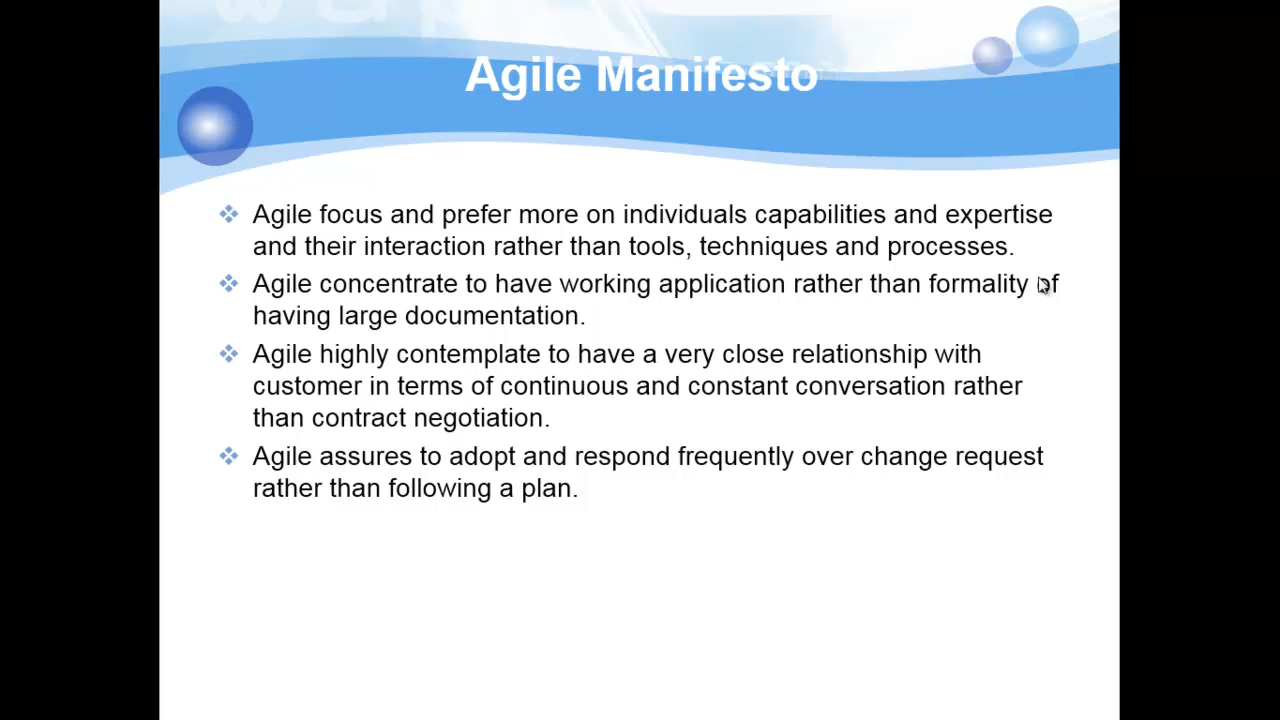 Agile Manifesto
Agile focus and prefer more on individuals capabilities and expertise
and their interaction rather than tools, techniques and processes.
Agile concentrate to have working application rather than formality of
having large documentation.
Agile highly contemplate to have a very close relationship with
customer in terms of continuous and constant conversation rather
than contract negotiation.
Agile assures to adopt and respond frequently over change request
rather than following a plan.